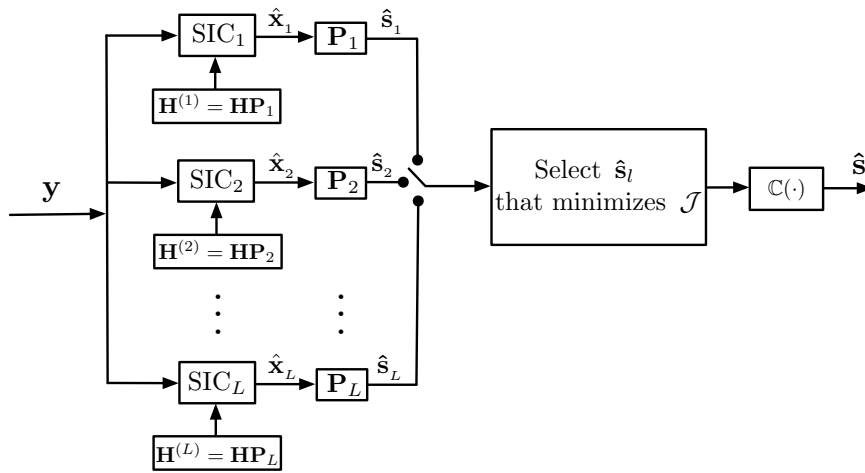 SIC₁
x̂₁
P₁
ŝ₁
H⁽¹⁾ = HP₁
y
SIC₂
x̂₂
P₂
ŝ₂
H⁽²⁾ = HP₂
Select ŝₗ
that minimizes 𝒥
ℂ(·)
ŝ
SIC_L
x̂_L
P_L
ŝ_L
H⁽ᴸ⁾ = HP_L